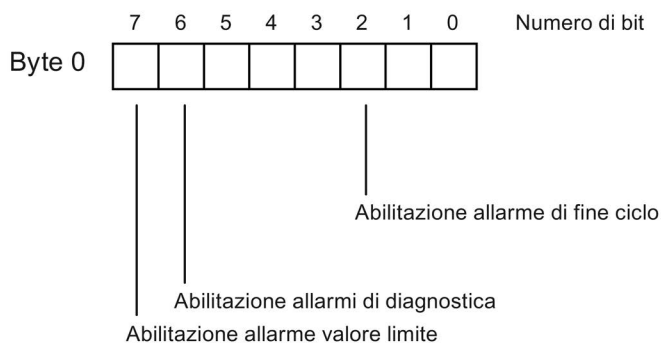 7 6 5 4 3 2 1 0 Numero di bit
Byte 0
Abilitazione allarme di fine ciclo
Abilitazione allarmi di diagnostica
Abilitazione allarme valore limite